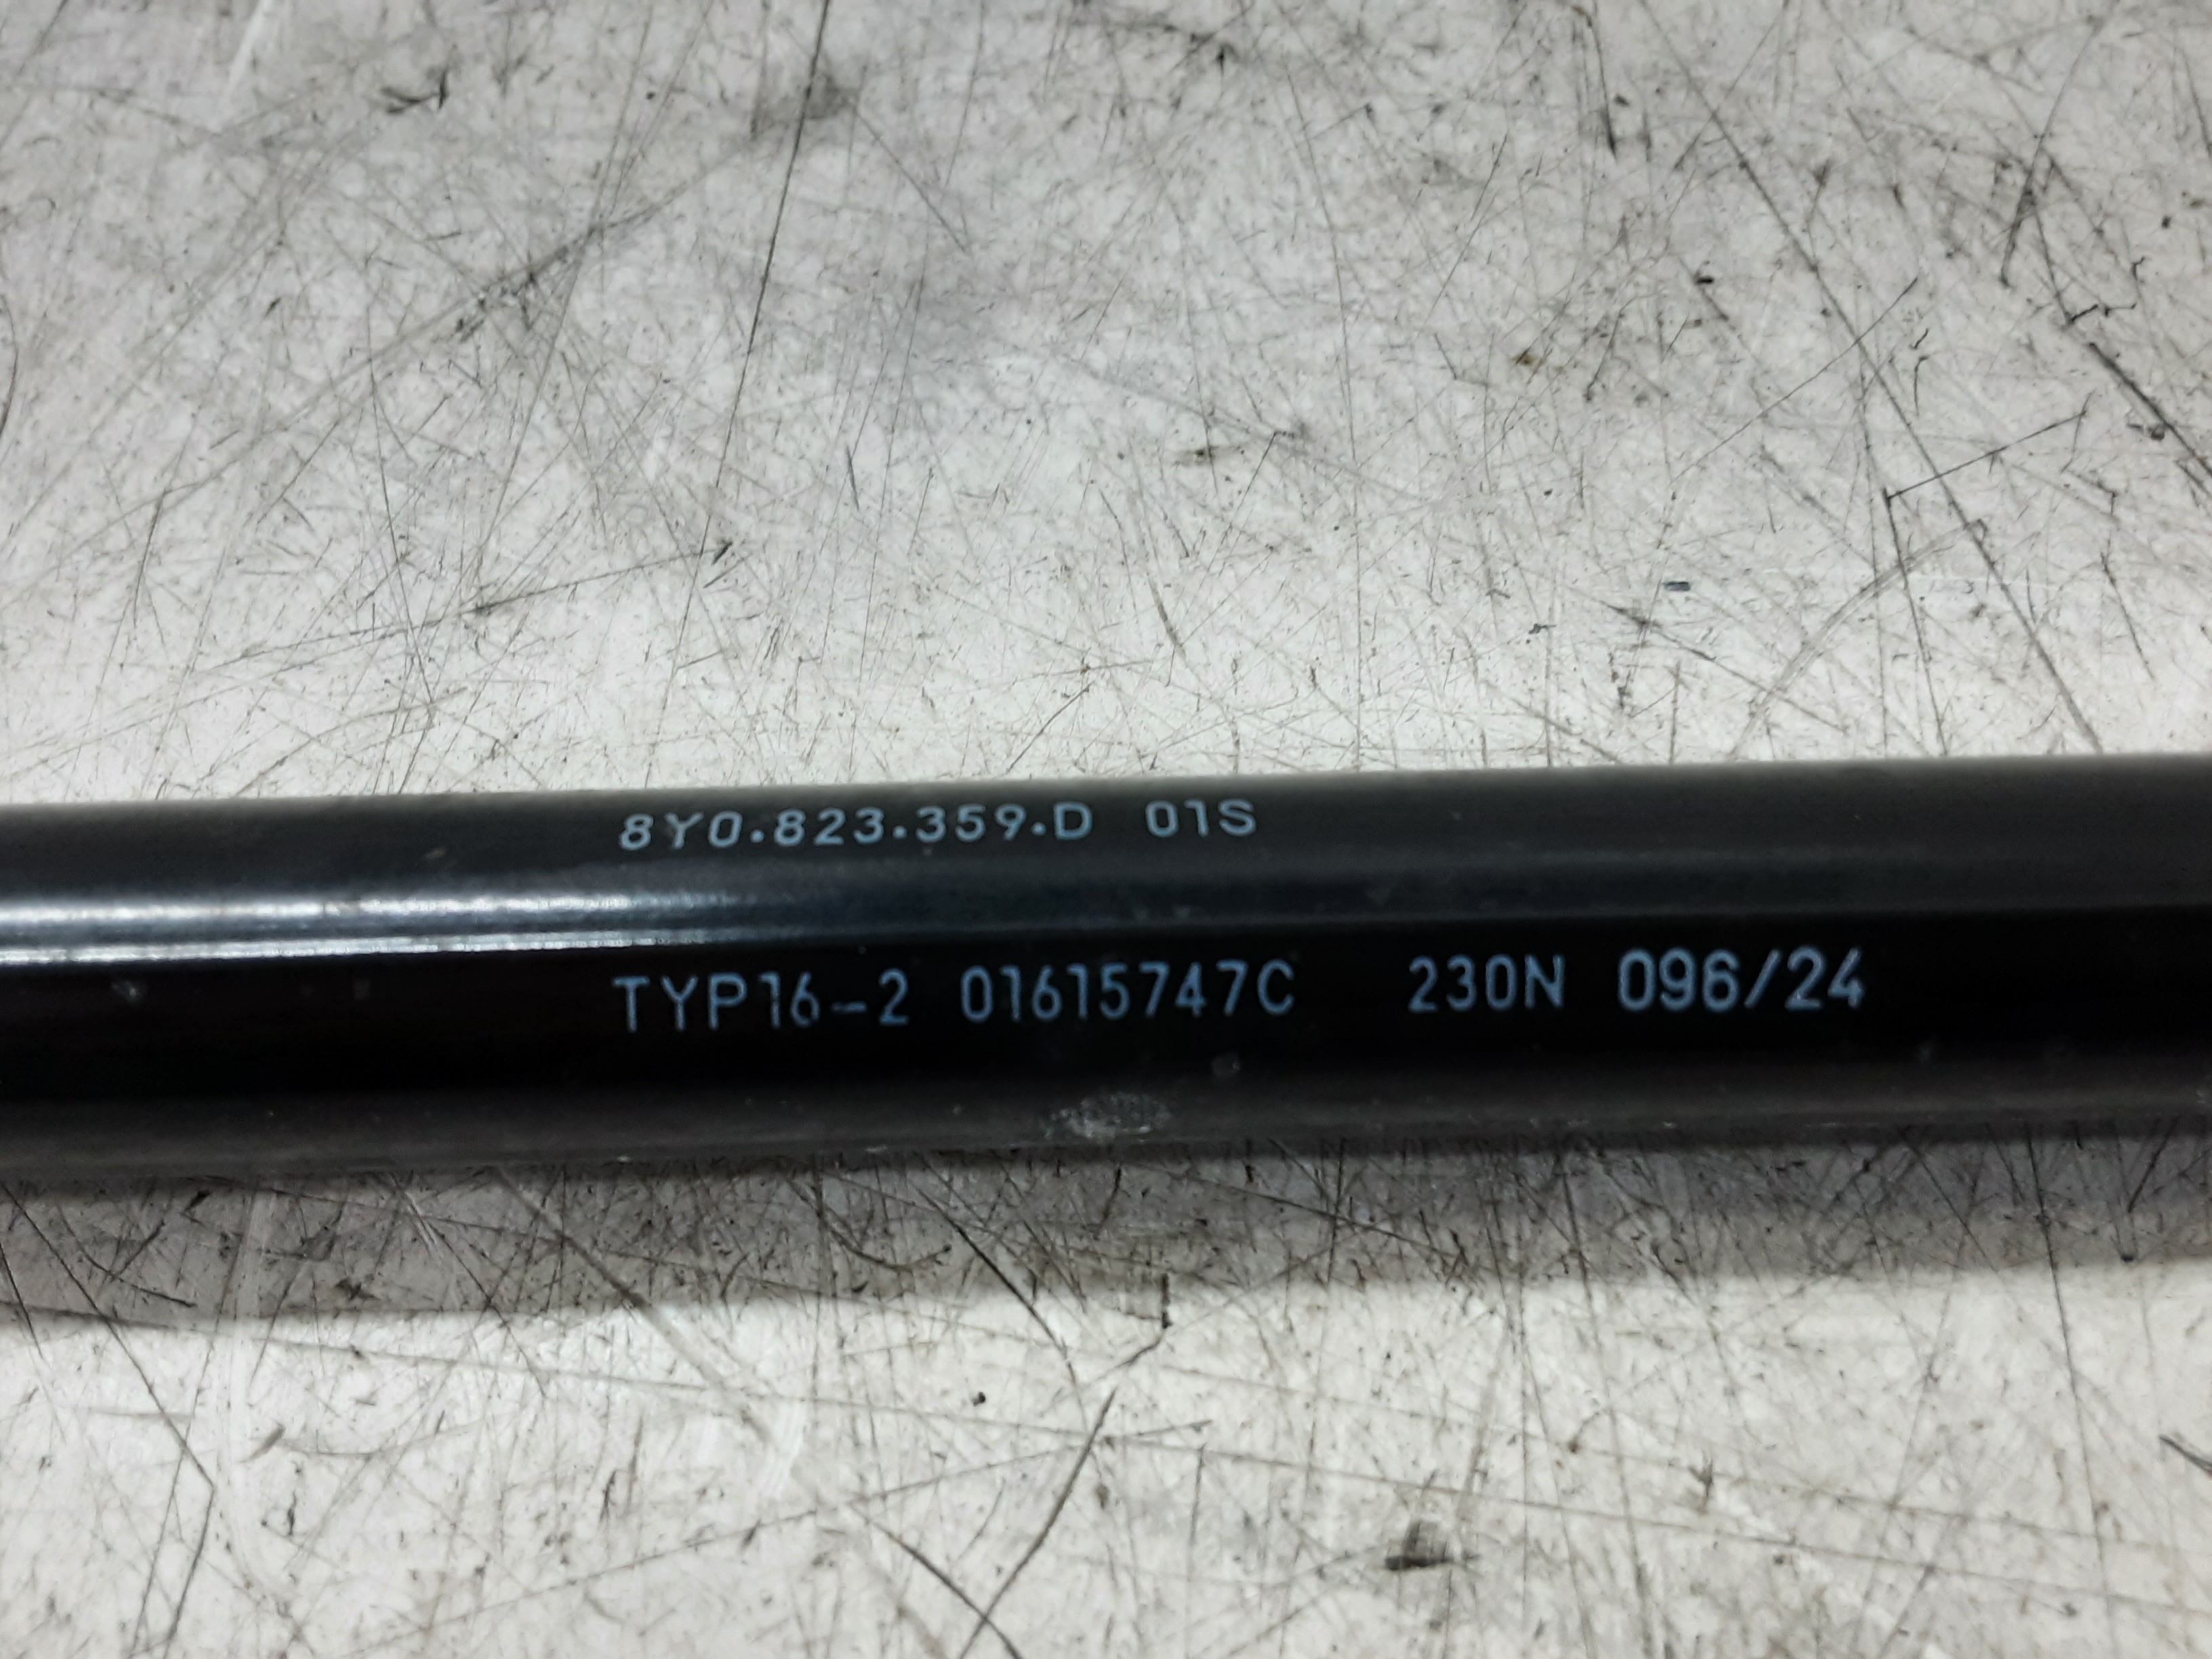 8Y0.823.359.D 01S
TYP16-2 01615747C 230N 096/24